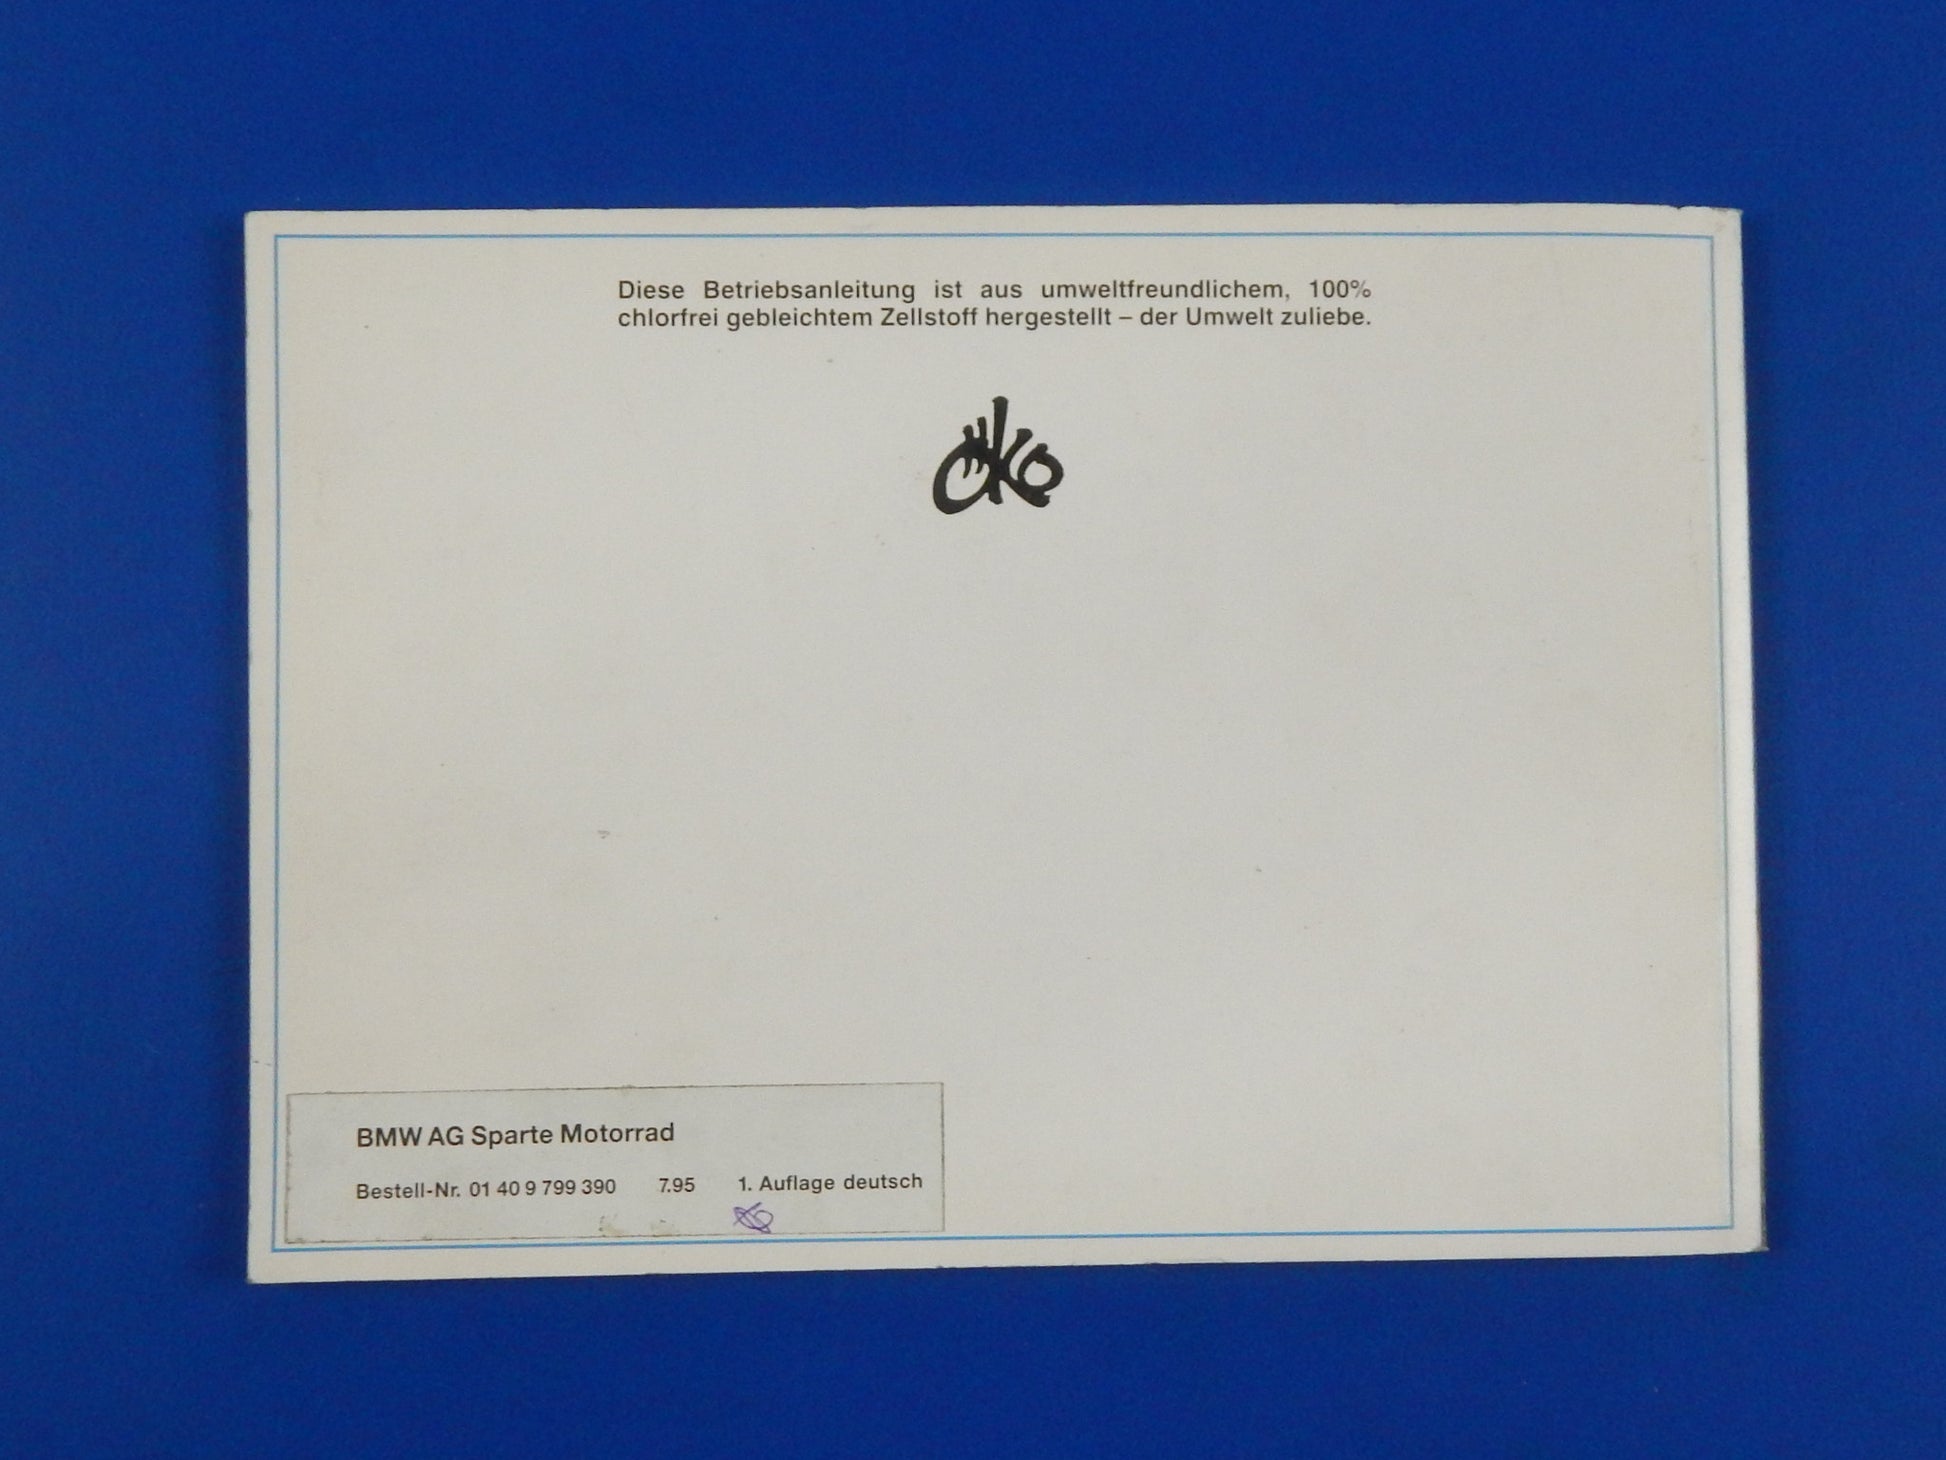 Diese Betriebsanleitung ist aus umweltfreundlichem, 100%
chlorfrei gebleichtem Zellstoff hergestellt – der Umwelt zuliebe.
ÖKO
BMW AG Sparte Motorrad
Bestell-Nr. 01 40 9 799 390 7.95 1. Auflage deutsch